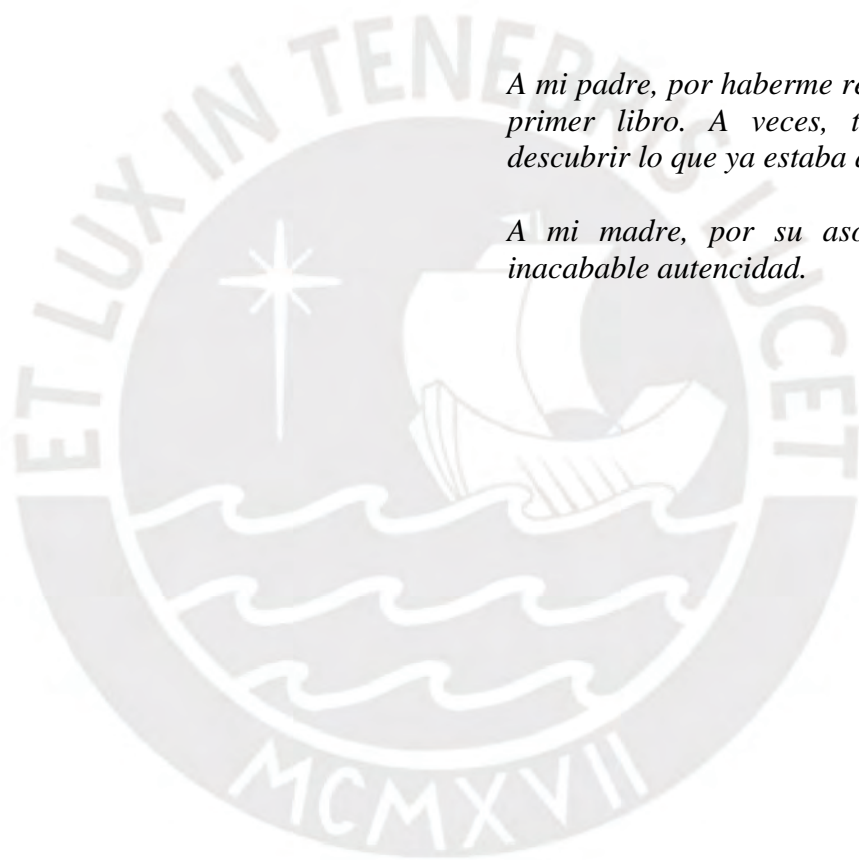 ET LUX IN TENEBRIS LUCET
A mi padre, por haberme
primer libro. A veces,
descubrir lo que ya estaba
A mi madre, por su
inacabable autencidad.
MCMXVII